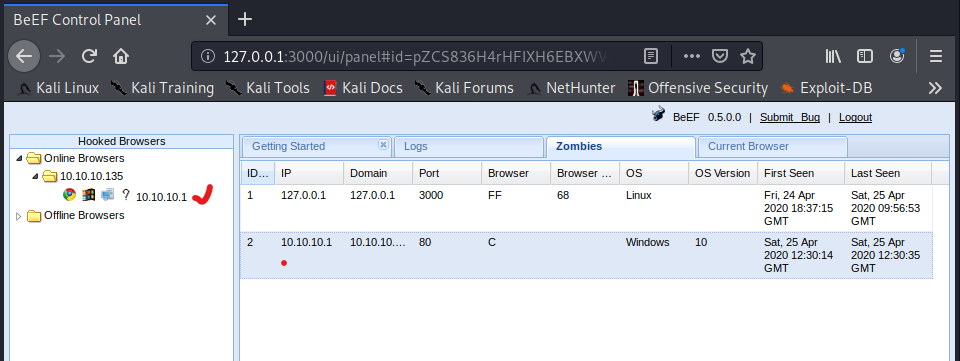 BeEF Control Panel
127.0.0.1:3000/ui/panel#id=pZCS836H4rHFIXH6EBXWV
Kali Linux Kali Training Kali Tools Kali Docs Kali Forums NetHunter Offensive Security Exploit-DB
BeEF 0.5.0.0 | Submit Bug | Logout
Hooked Browsers
Online Browsers
10.10.10.135
? 10.10.10.1
Offline Browsers
Getting Started Logs Zombies Current Browser
ID... IP Domain Port Browser Browser ... OS OS Version First Seen Last Seen
1 127.0.0.1 127.0.0.1 3000 FF 68 Linux Fri, 24 Apr Sat, 25 Apr
2020 18:37:15 2020 09:56:53
GMT GMT
2 10.10.10.1 10.10.10.... 80 C Windows 10 Sat, 25 Apr Sat, 25 Apr
2020 12:30:14 2020 12:30:35
GMT GMT